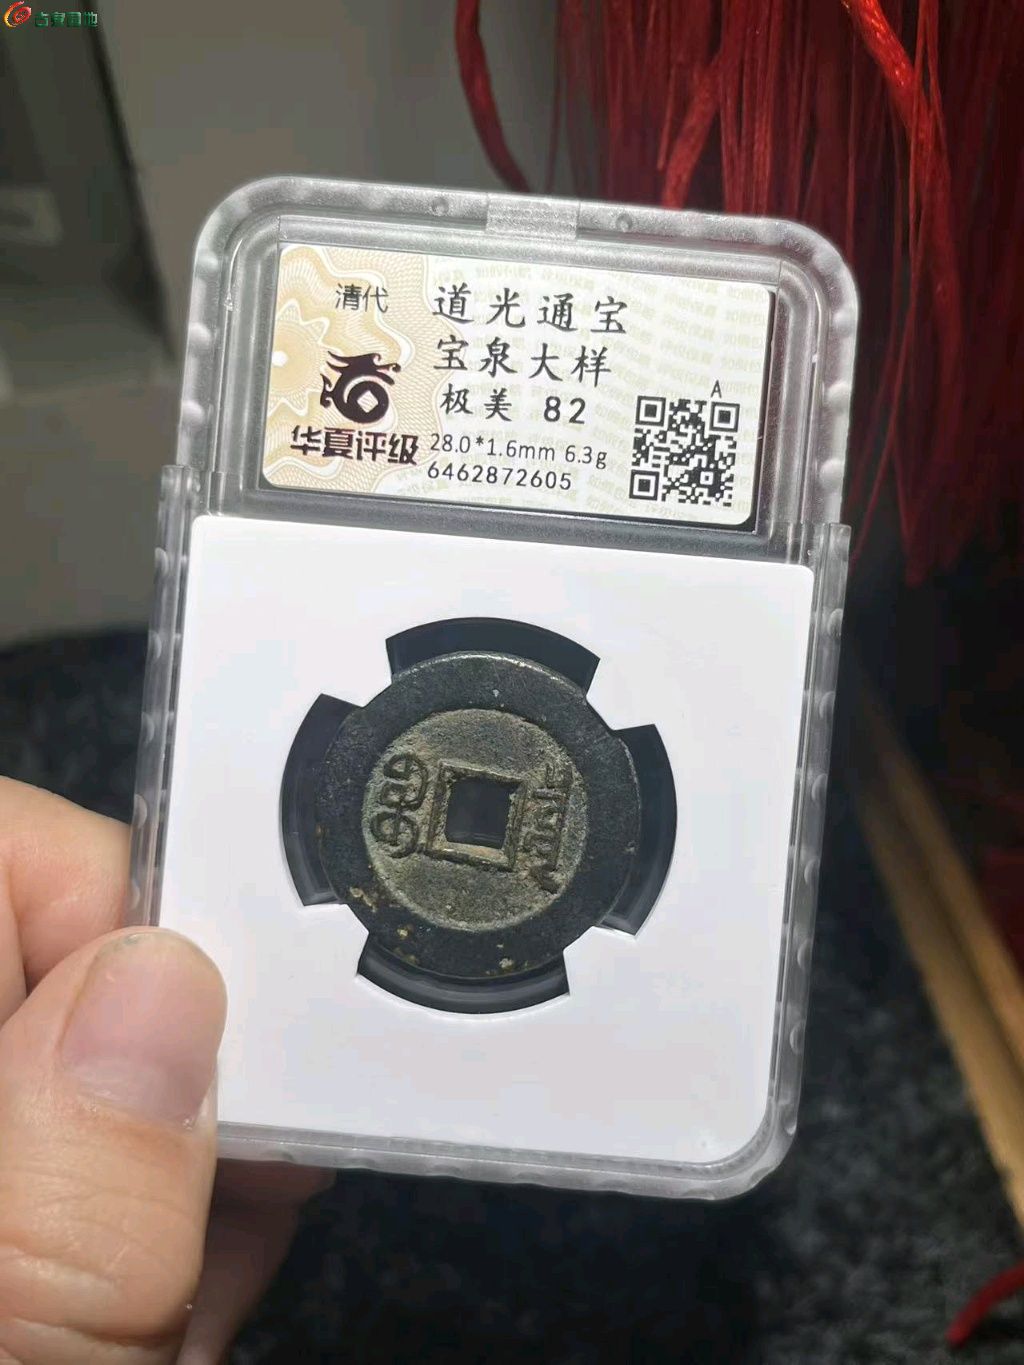 古泉园地
清代
道光通宝
宝泉大样
极美 82
A
华夏评级
28.0*1.6mm 6.3g
6462872605